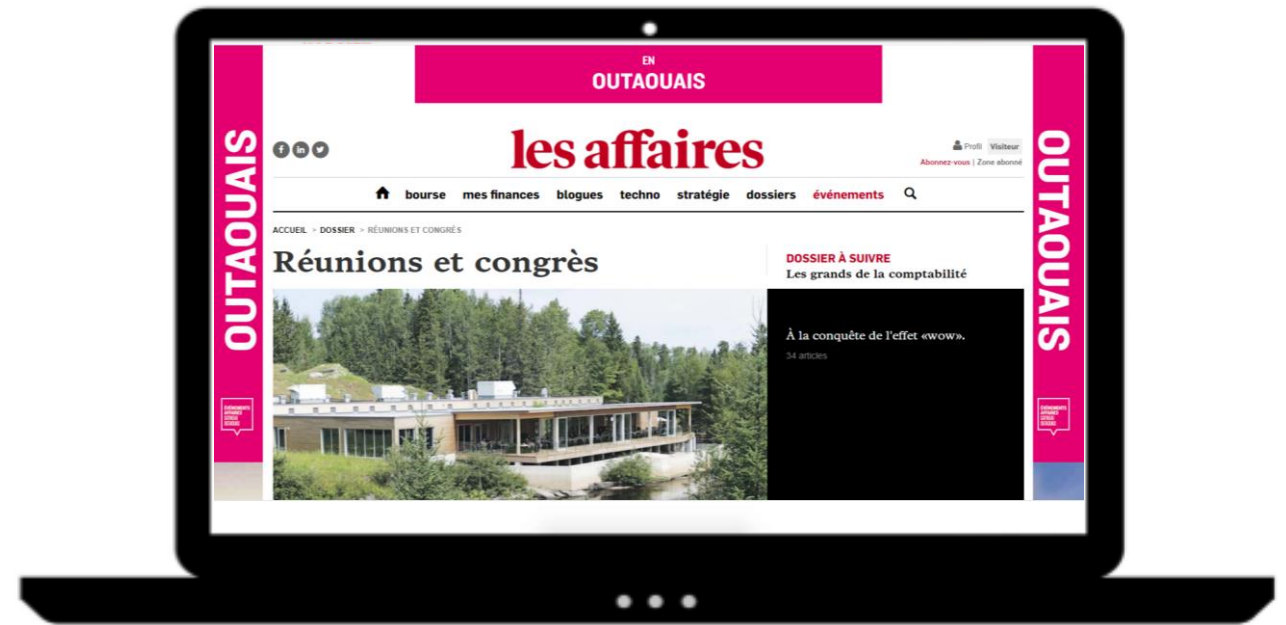 EN
OUTAOUAIS
OUTAOUAIS
OUTAOUAIS
les affaires
Profil Visiteur
Abonnez-vous | Zone abonné
bourse mes finances blogues techno stratégie dossiers événements
ACCUEIL > DOSSIER > RÉUNIONS ET CONGRÈS
Réunions et congrès
DOSSIER À SUIVRE
Les grands de la comptabilité
À la conquête de l'effet «wow».
34 articles